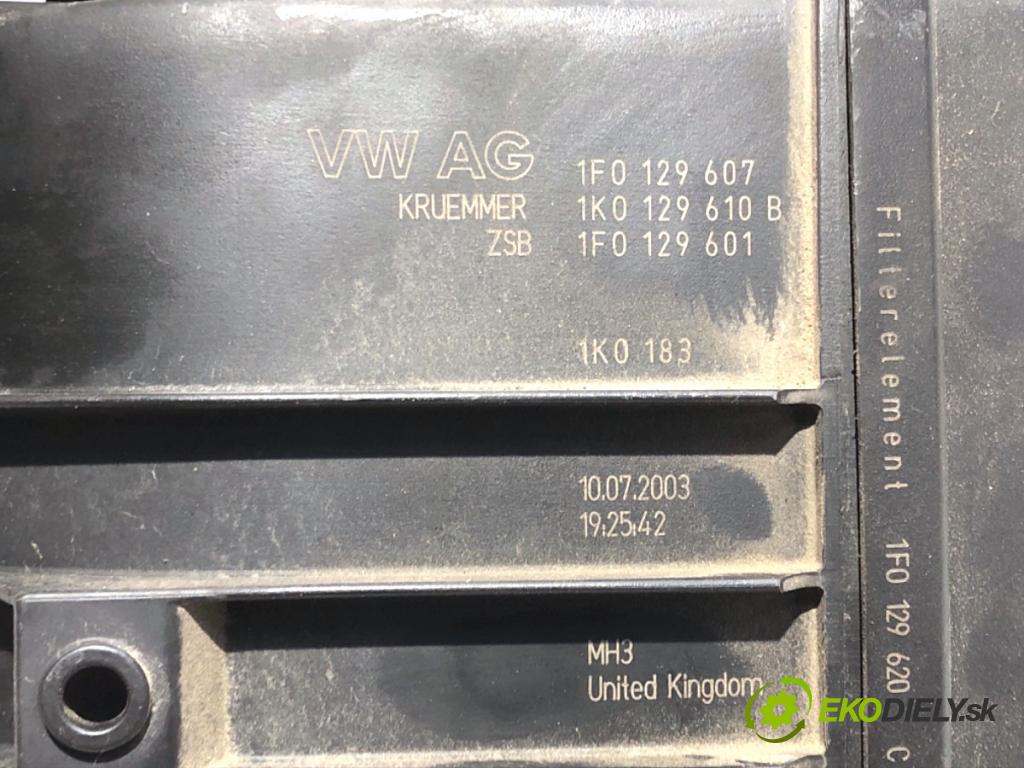 VW AG 1F0 129 607
KRUEMMER 1K0 129 610 B
ZSB 1F0 129 601
1K0 183
10.07.2003
19:25:42
MH3
United Kingdom
Filterelement 1F0 129 620 C
EKODIELY.sk